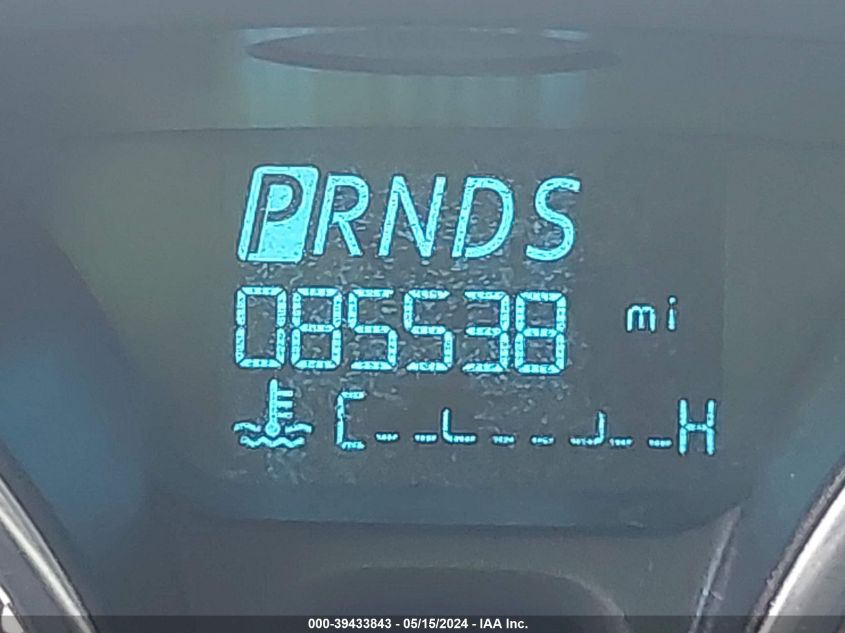 PRNDS
085538 mi
C H
000-39433843 - 05/15/2024 - IAA Inc.